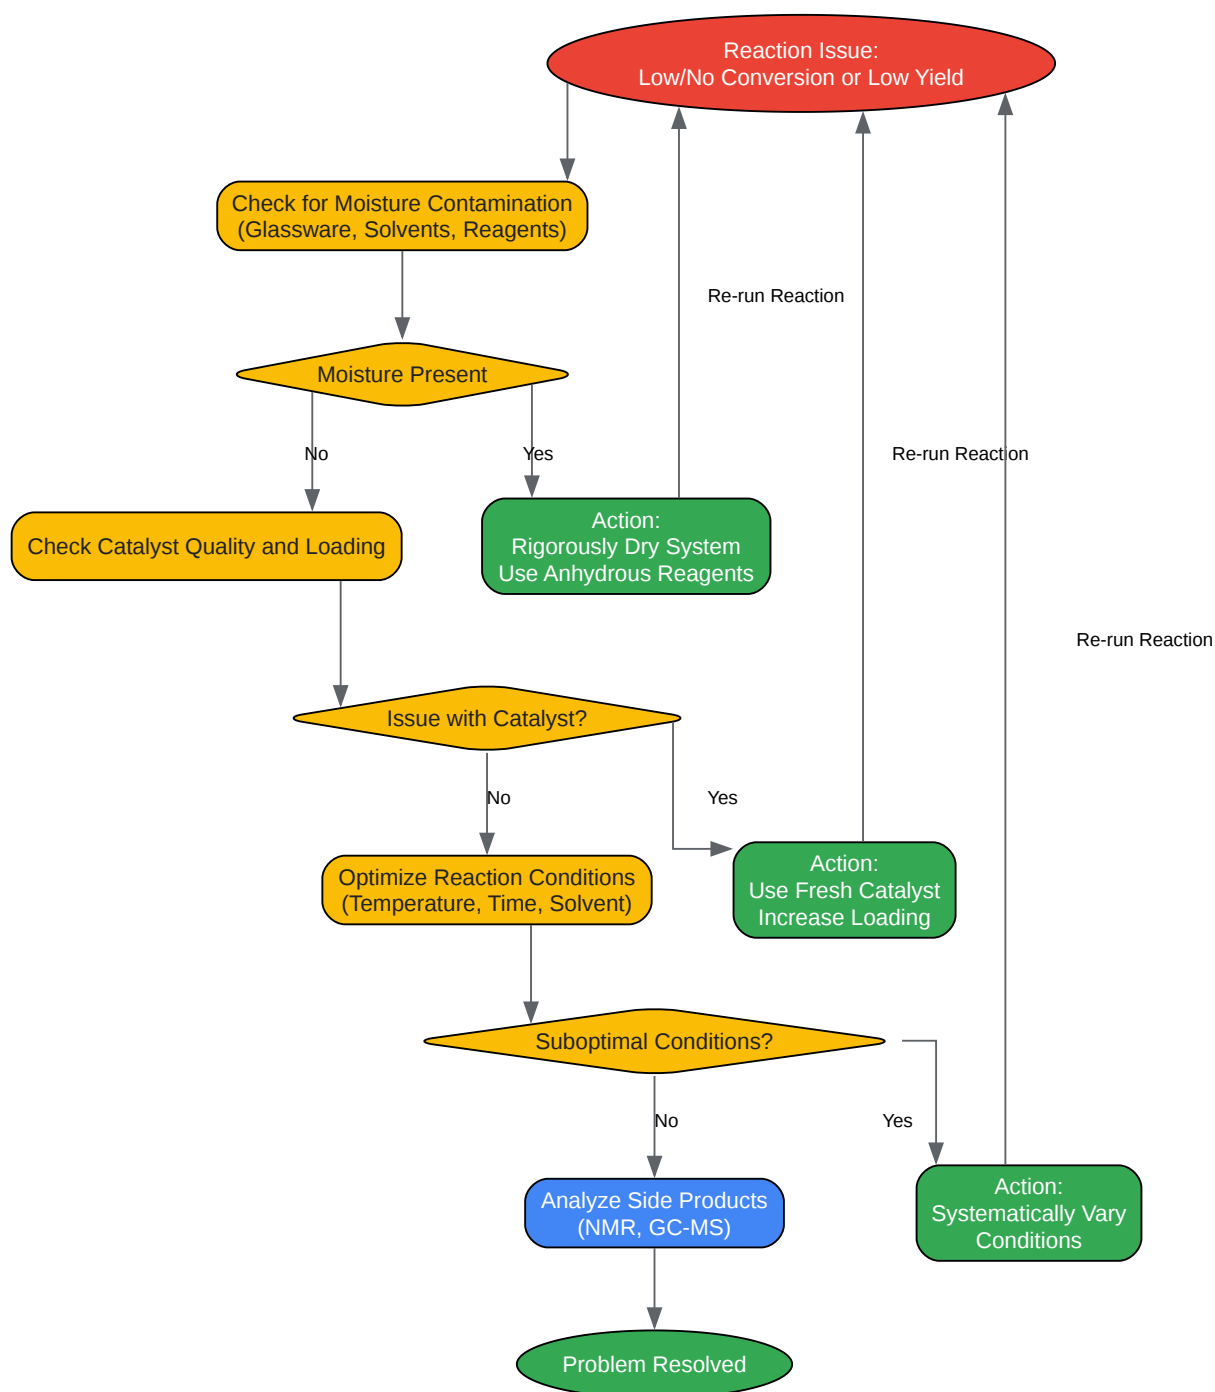 Reaction Issue:
Low/No Conversion or Low Yield
Check for Moisture Contamination
(Glassware, Solvents, Reagents)
Re-run Reaction
Moisture Present
No
Yes
Re-run Reaction
Check Catalyst Quality and Loading
Action:
Rigorously Dry System
Use Anhydrous Reagents
Re-run Reaction
Issue with Catalyst?
No
Yes
Optimize Reaction Conditions
(Temperature, Time, Solvent)
Action:
Use Fresh Catalyst
Increase Loading
Suboptimal Conditions?
No
Yes
Analyze Side Products
(NMR, GC-MS)
Action:
Systematically Vary
Conditions
Problem Resolved